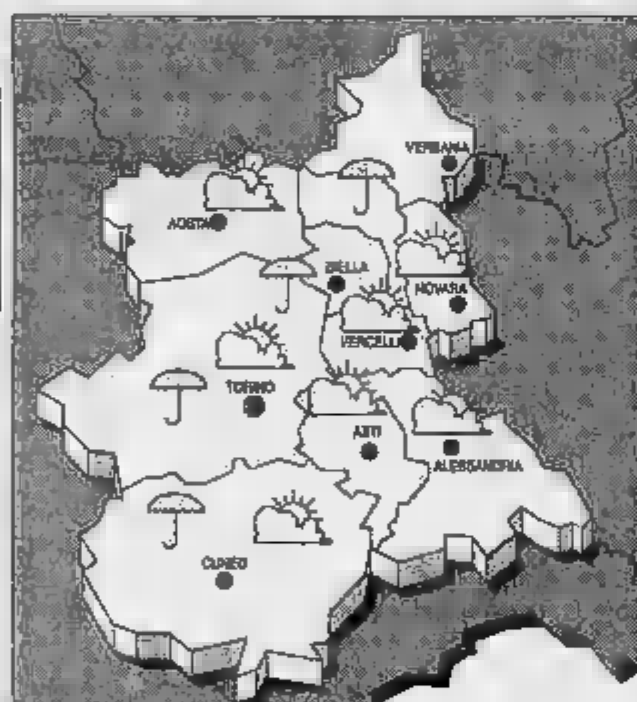 VERBANIA
AOSTA
BIELLA
NOVARA
VERCELLI
TORINO
ASTI
ALESSANDRIA
CUNEO